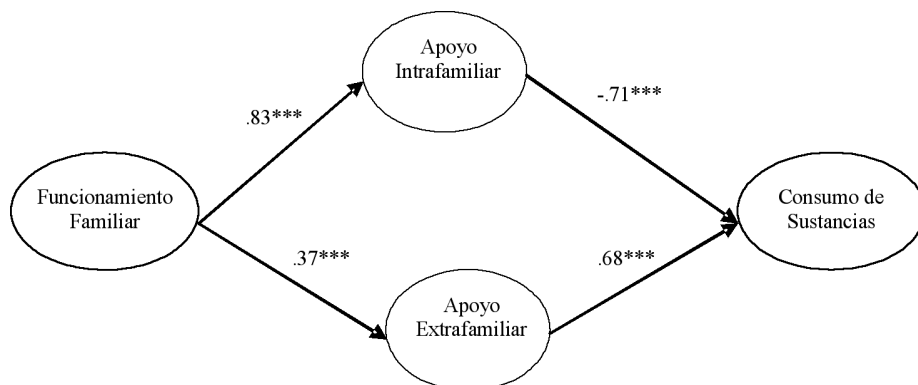 Apoyo
Intrafamiliar
.83***
-.71***
Funcionamiento
Familiar
Consumo de
Sustancias
.37***
.68***
Apoyo
Extrafamiliar